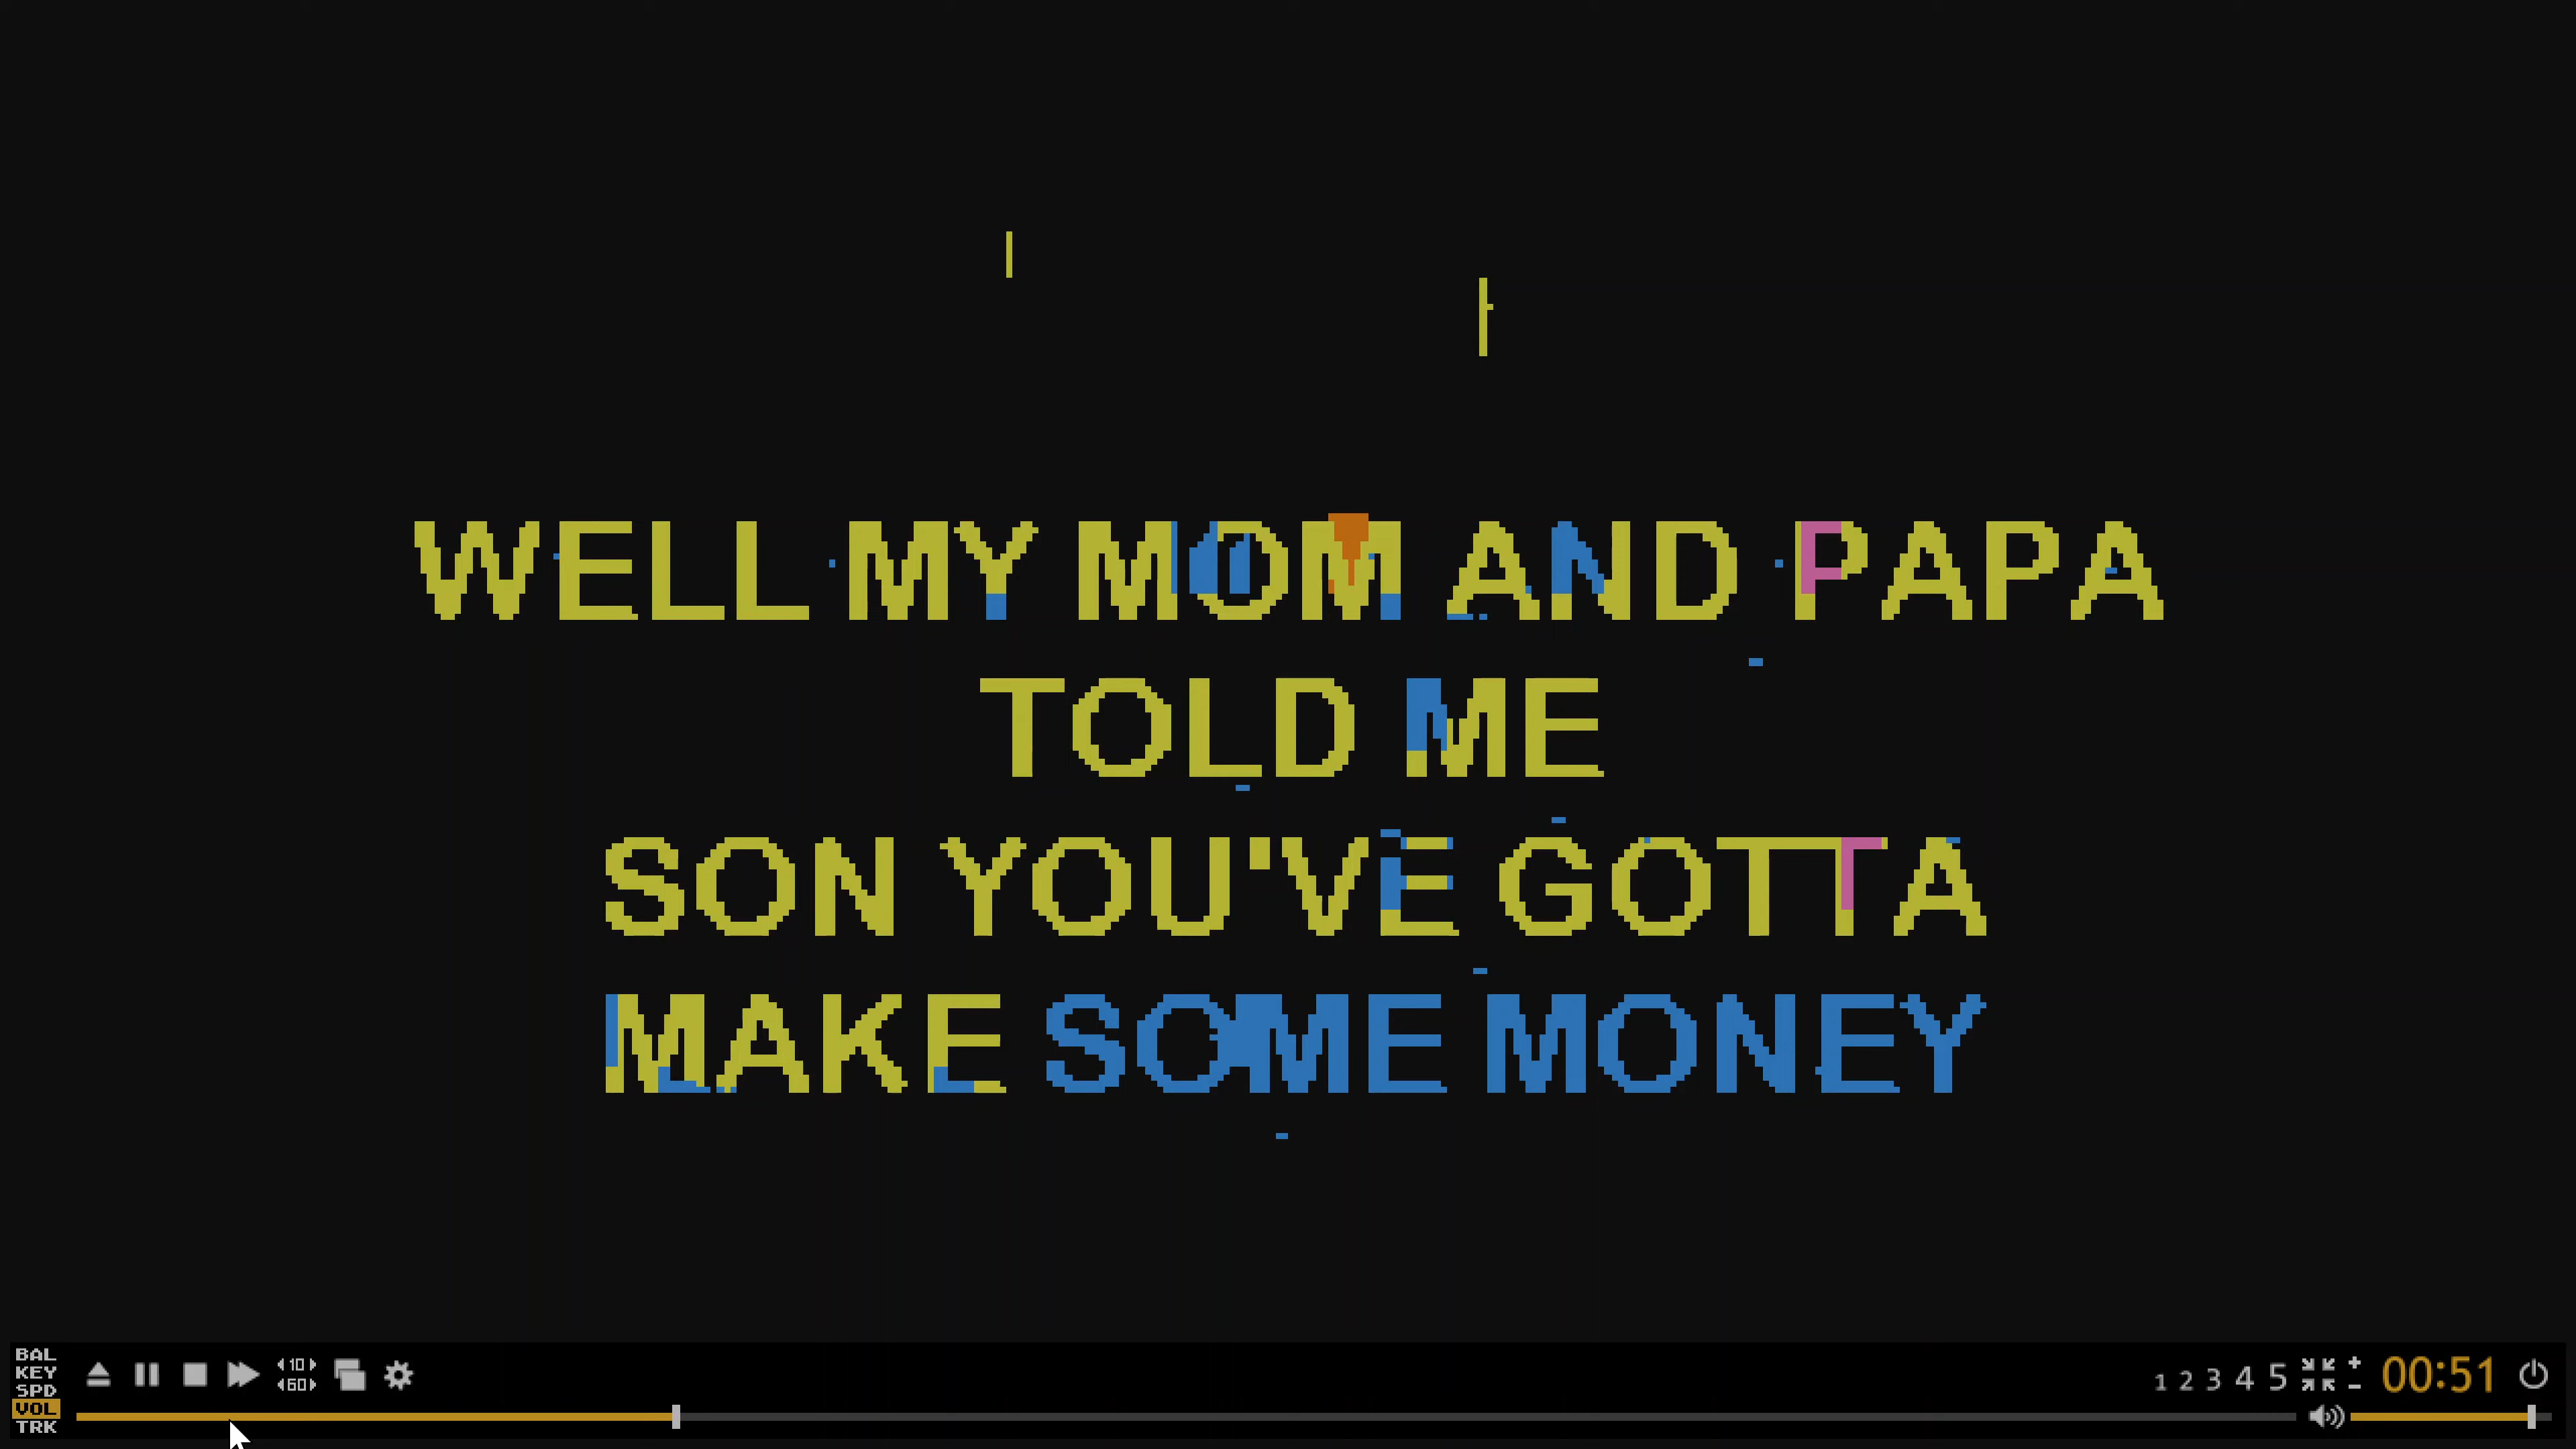 WELL MY MOM AND PAPA
TOLD ME
SON YOU'VE GOTTA
MAKE SOME MONEY
BAL
KEY
SPD
VOL
TRK
10
60
1 2 3 4 5
+
-
00:51